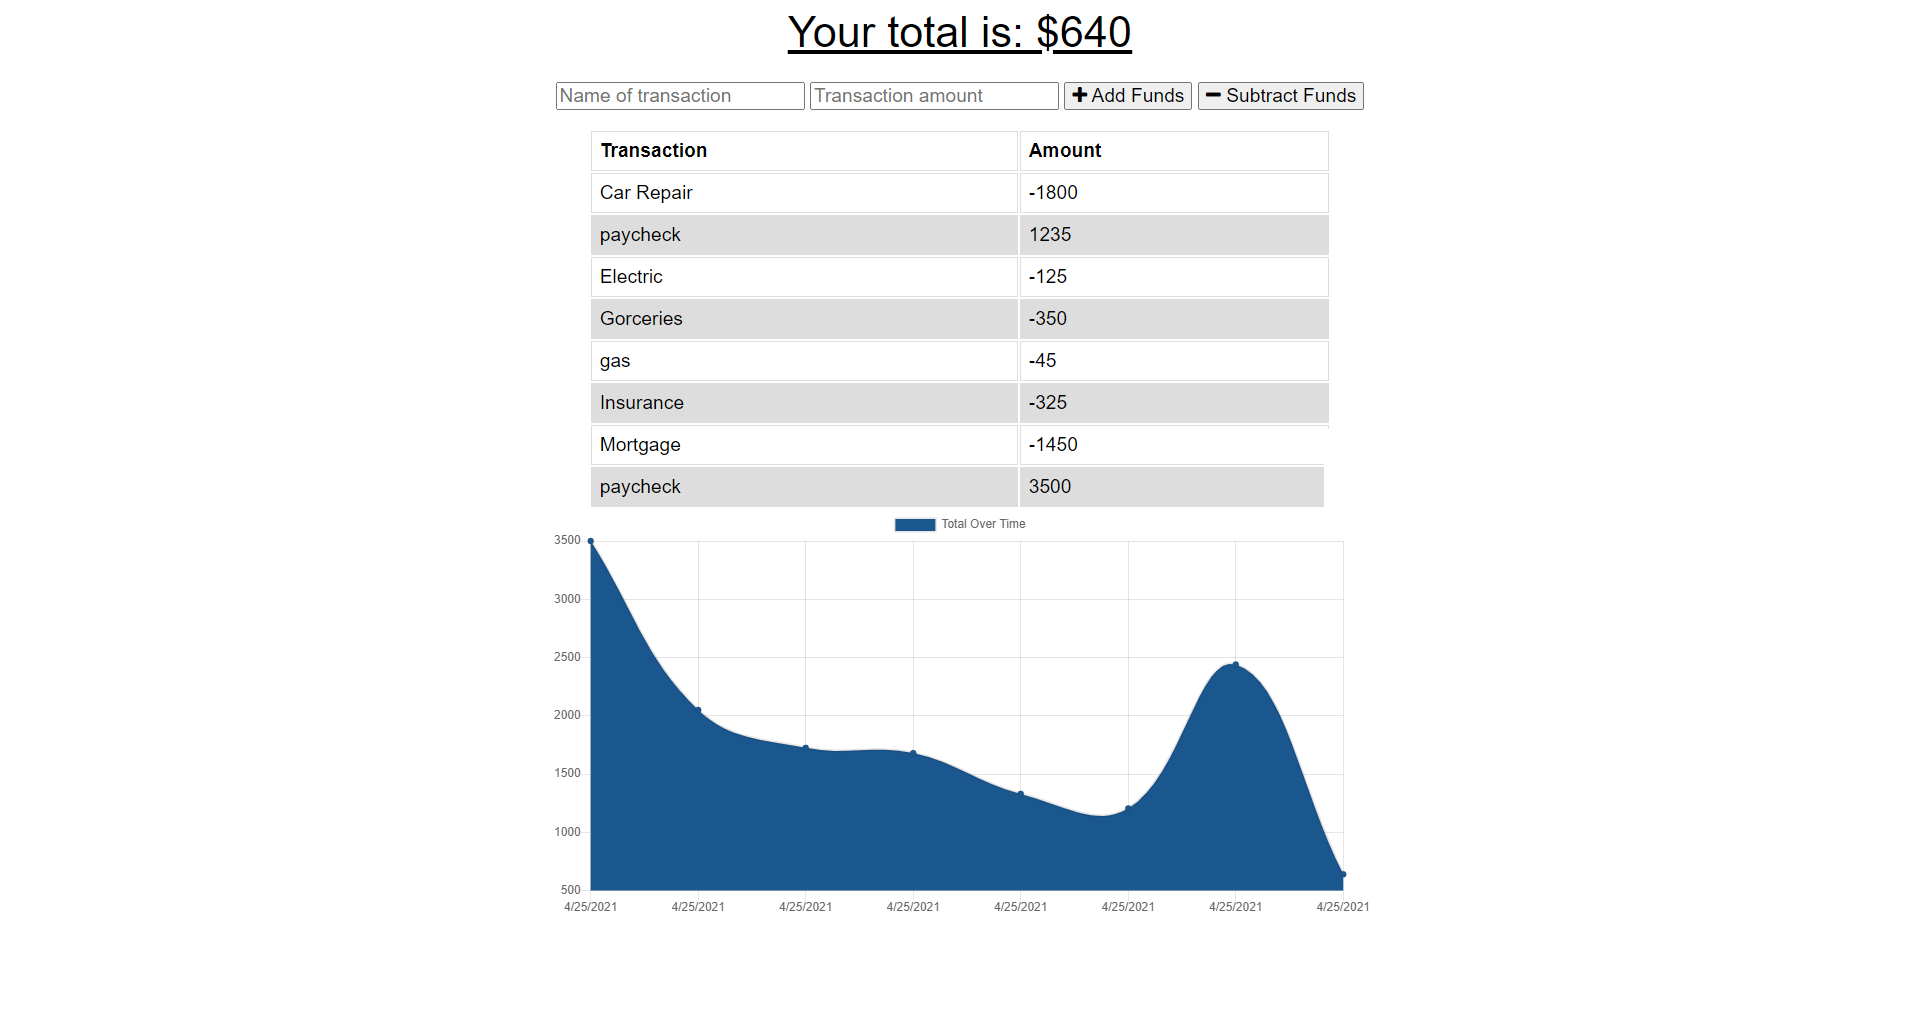 Your total is: $640
Name of transaction Transaction amount Add Funds Subtract Funds
Transaction Amount
Car Repair -1800
paycheck 1235
Electric -125
Gorceries -350
gas -45
Insurance -325
Mortgage -1450
paycheck 3500
Total Over Time
3500
3000
2500
2000
1500
1000
500
4/25/2021 4/25/2021 4/25/2021 4/25/2021 4/25/2021 4/25/2021 4/25/2021 4/25/2021